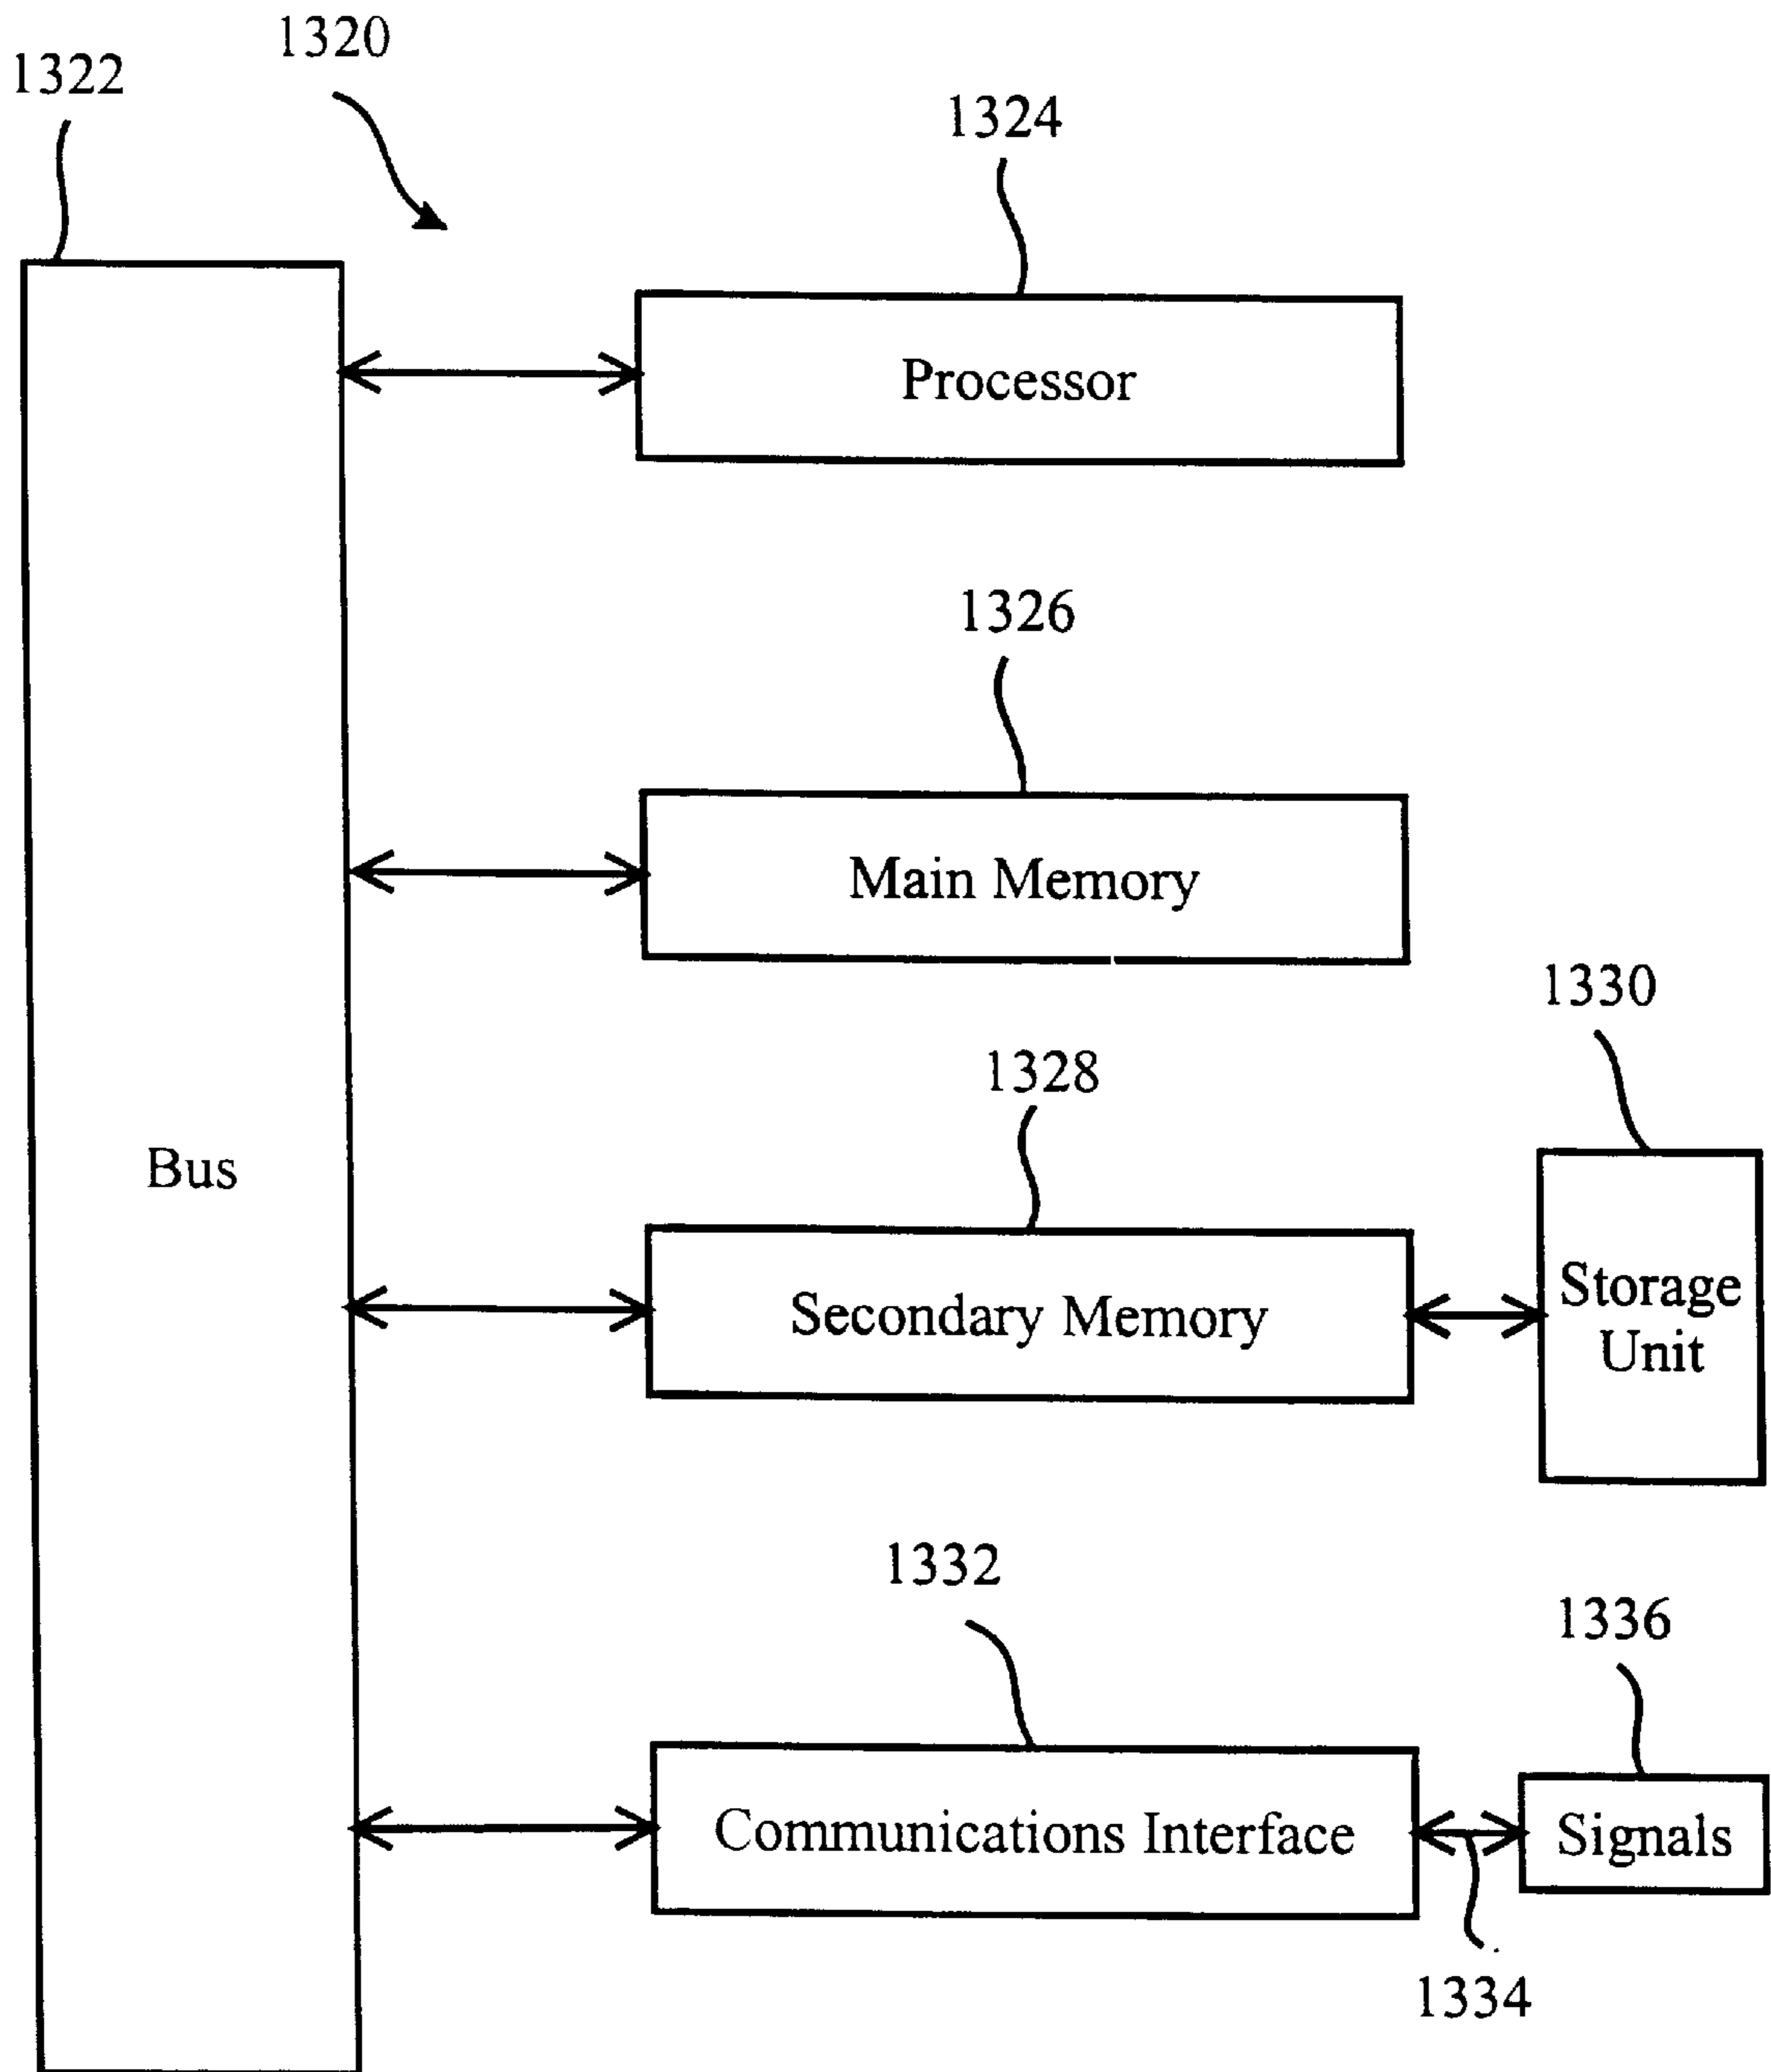 1320
1322
1324
Processor
1326
Main Memory
1330
1328
Bus
Storage
Unit
Secondary Memory
1332
1336
Communications Interface
Signals
1334